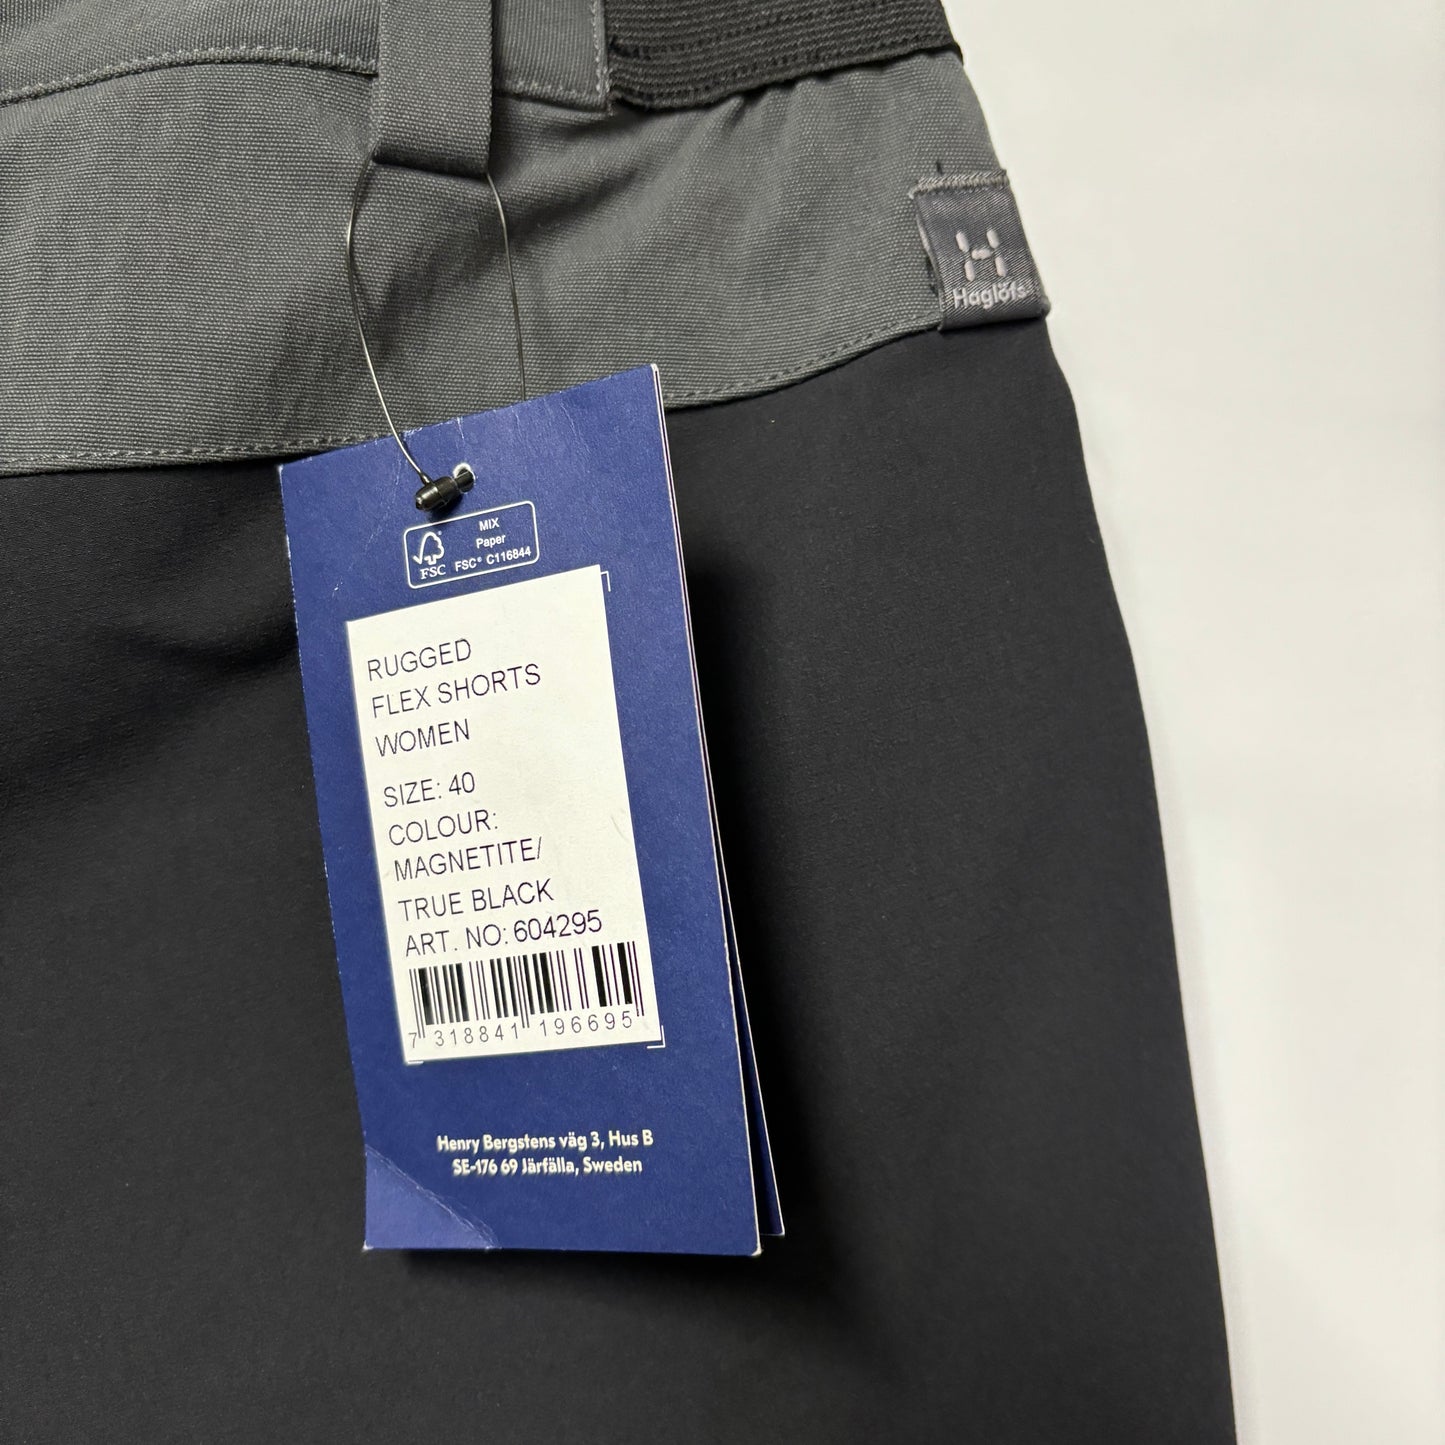 Haglöfs
MIX
Paper
FSC
FSC® C116844
RUGGED
FLEX SHORTS
WOMEN
SIZE: 40
COLOUR:
MAGNETITE/
TRUE BLACK
ART. NO: 604295
7 318841 196695
Henry Bergstens väg 3, Hus B
SE-176 69 Järfälla, Sweden